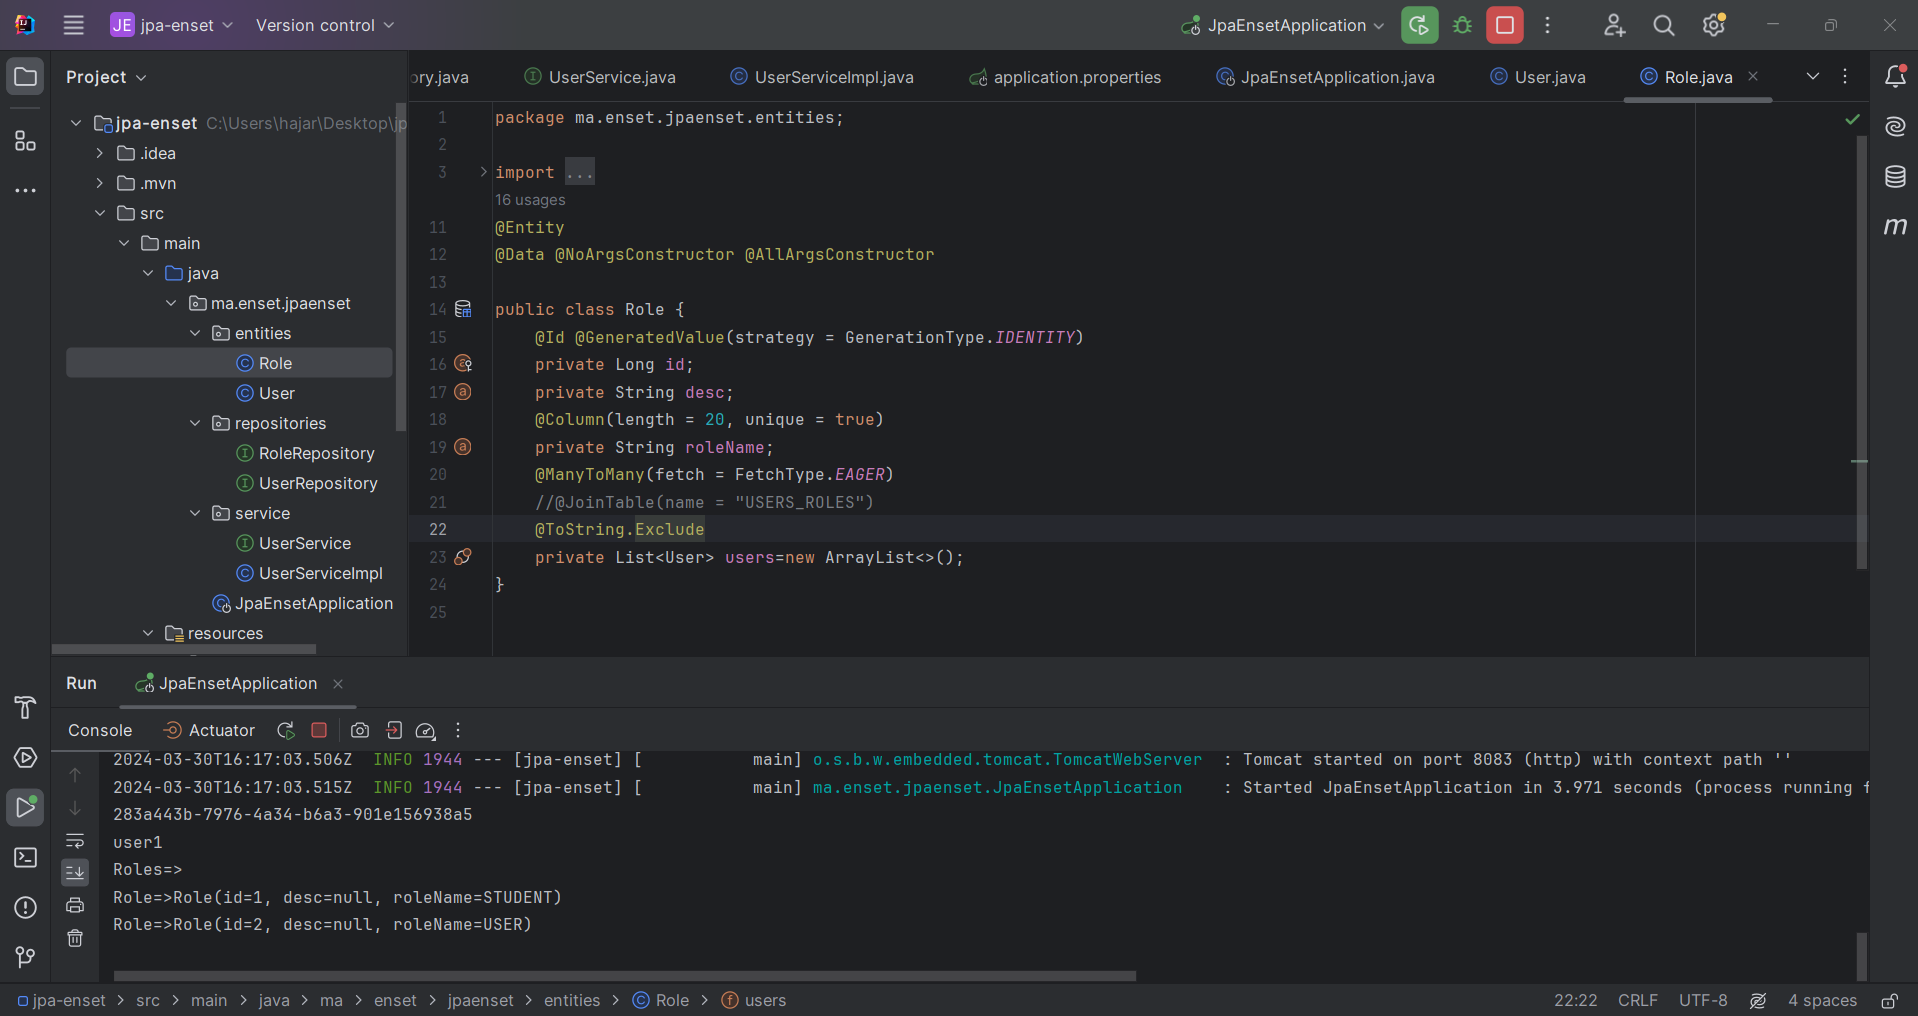 JE jpa-enset Version control JpaEnsetApplication
Project
ory.java UserService.java UserServiceImpl.java application.properties JpaEnsetApplication.java User.java Role.java
jpa-enset C:\Users\hajar\Desktop\jp
.idea
.mvn
src
main
java
ma.enset.jpaenset
entities
Role
User
repositories
RoleRepository
UserRepository
service
UserService
UserServiceImpl
JpaEnsetApplication
resources
1 package ma.enset.jpaenset.entities;
2
3 import ...
16 usages
11 @Entity
12 @Data @NoArgsConstructor @AllArgsConstructor
13
14 public class Role {
15 @Id @GeneratedValue(strategy = GenerationType.IDENTITY)
16 private Long id;
17 private String desc;
18 @Column(length = 20, unique = true)
19 private String roleName;
20 @ManyToMany(fetch = FetchType.EAGER)
21 //@JoinTable(name = "USERS_ROLES")
22 @ToString.Exclude
23 private List<User> users=new ArrayList<>();
24 }
25
Run JpaEnsetApplication
Console Actuator
2024-03-30T16:17:03.506Z INFO 1944 --- [jpa-enset] [ main] o.s.b.w.embedded.tomcat.TomcatWebServer : Tomcat started on port 8083 (http) with context path ''
2024-03-30T16:17:03.515Z INFO 1944 --- [jpa-enset] [ main] ma.enset.jpaenset.JpaEnsetApplication : Started JpaEnsetApplication in 3.971 seconds (process running f
283a443b-7976-4a34-b6a3-901e156938a5
user1
Roles=>
Role=>Role(id=1, desc=null, roleName=STUDENT)
Role=>Role(id=2, desc=null, roleName=USER)
jpa-enset > src > main > java > ma > enset > jpaenset > entities > Role > users 22:22 CRLF UTF-8 4 spaces